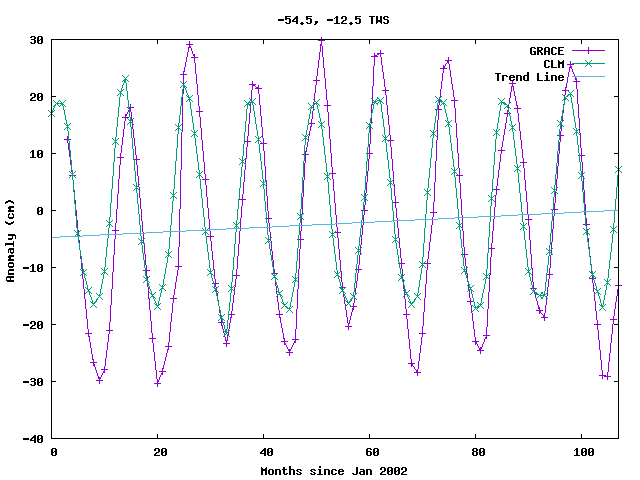 -54.5, -12.5 TWS
GRACE
CLM
Trend Line
30
20
10
0
-10
-20
-30
-40
Anomaly (cm)
0 20 40 60 80 100
Months since Jan 2002